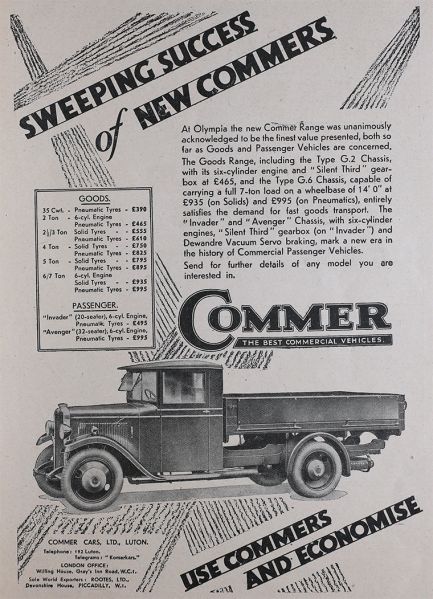 SWEEPING SUCCESS
of NEW COMMERS
At Olympia the new Commer Range was unanimously
acknowledged to be the finest value presented, both so
far as Goods and Passenger Vehicles are concerned.
The Goods Range, including the Type G.2 Chassis,
with its six-cylinder engine and "Silent Third" gear-
box at £465, and the Type G.6 Chassis, capable of
carrying a full 7-ton load on a wheelbase of 14' 0" at
£935 (on Solids) and £995 (on Pneumatics), entirely
satisfies the demand for fast goods transport. The
"Invader" and "Avenger" Chassis, with six-cylinder
engines, "Silent Third" gearbox (on "Invader") and
Dewandre Vacuum Servo braking, mark a new era in
the history of Commercial Passenger Vehicles.
Send for further details of any model you are
interested in.
GOODS.
35 Cwt. - Pneumatic Tyres - £390
2 Ton - 6-cyl. Engine
Pneumatic Tyres - £465
2½/3 Ton Solid Tyres - - £555
Pneumatic Tyres - £610
4 Ton - Solid Tyres - - £750
Pneumatic Tyres - £825
5 Ton - Solid Tyres - - £795
Pneumatic Tyres - £895
6/7 Ton 6-cyl. Engine
Solid Tyres - - £935
Pneumatic Tyres - £995
PASSENGER.
"Invader" (20-seater), 6-cyl. Engine,
Pneumatic Tyres - £495
"Avenger" (32-seater), 6-cyl. Engine,
Pneumatic Tyres - £995
COMMER
THE BEST COMMERCIAL VEHICLES.
COMMER CARS, LTD., LUTON.
Telephone: 192 Luton.
Telegrams: "Komerkars."
LONDON OFFICE:
Willing House, Gray's Inn Road, W.C.1.
Sole World Exporters: ROOTES, LTD.,
Devonshire House, PICCADILLY, W.1.
USE COMMERS
AND ECONOMISE